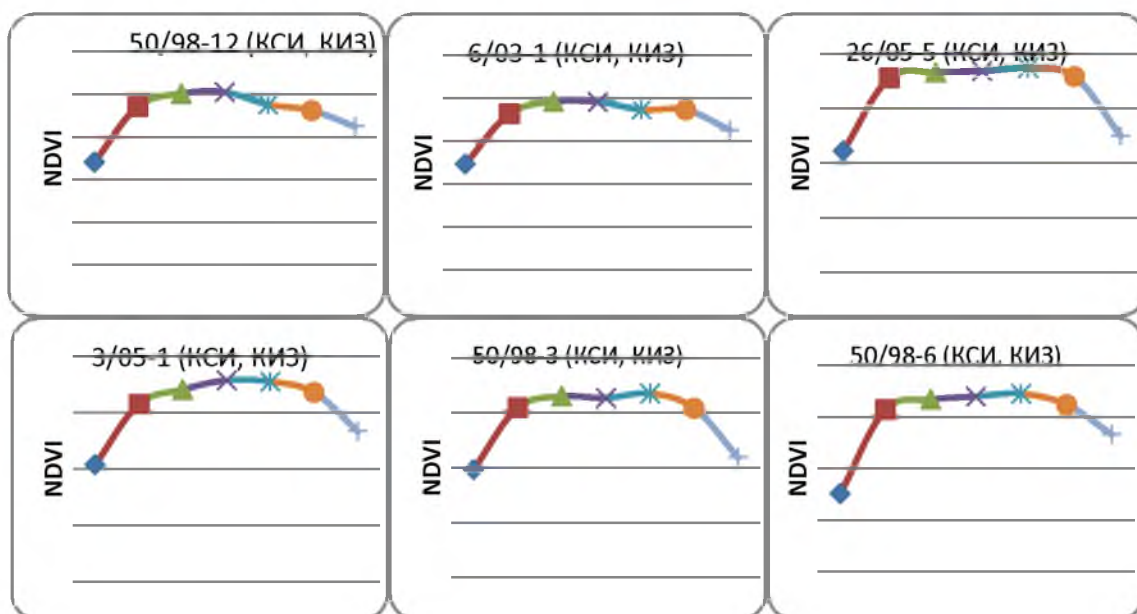 50/98-12 (КСИ, КИЗ)
NDVI
6/03-1 (КСИ, КИЗ)
NDVI
26/05-5 (КСИ, КИЗ)
NDVI
3/05-1 (КСИ, КИЗ)
NDVI
50/98-3 (КСИ, КИЗ)
NDVI
50/98-6 (КСИ, КИЗ)
NDVI